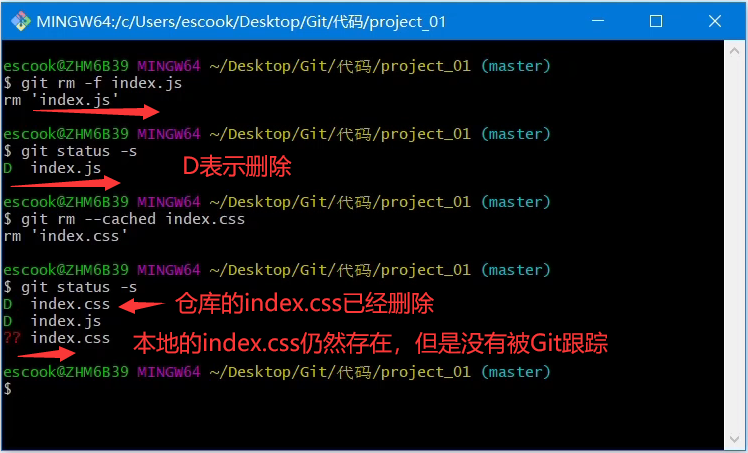 MINGW64:/c/Users/escook/Desktop/Git/代码/project_01
escook@ZHM6B39 MINGW64 ~/Desktop/Git/代码/project_01 (master)
$ git rm -f index.js
rm 'index.js'
escook@ZHM6B39 MINGW64 ~/Desktop/Git/代码/project_01 (master)
$ git status -s
D  index.js
D表示删除
escook@ZHM6B39 MINGW64 ~/Desktop/Git/代码/project_01 (master)
$ git rm --cached index.css
rm 'index.css'
escook@ZHM6B39 MINGW64 ~/Desktop/Git/代码/project_01 (master)
$ git status -s
D  index.css
仓库的index.css已经删除
D  index.js
?? index.css
本地的index.css仍然存在，但是没有被Git跟踪
escook@ZHM6B39 MINGW64 ~/Desktop/Git/代码/project_01 (master)
$